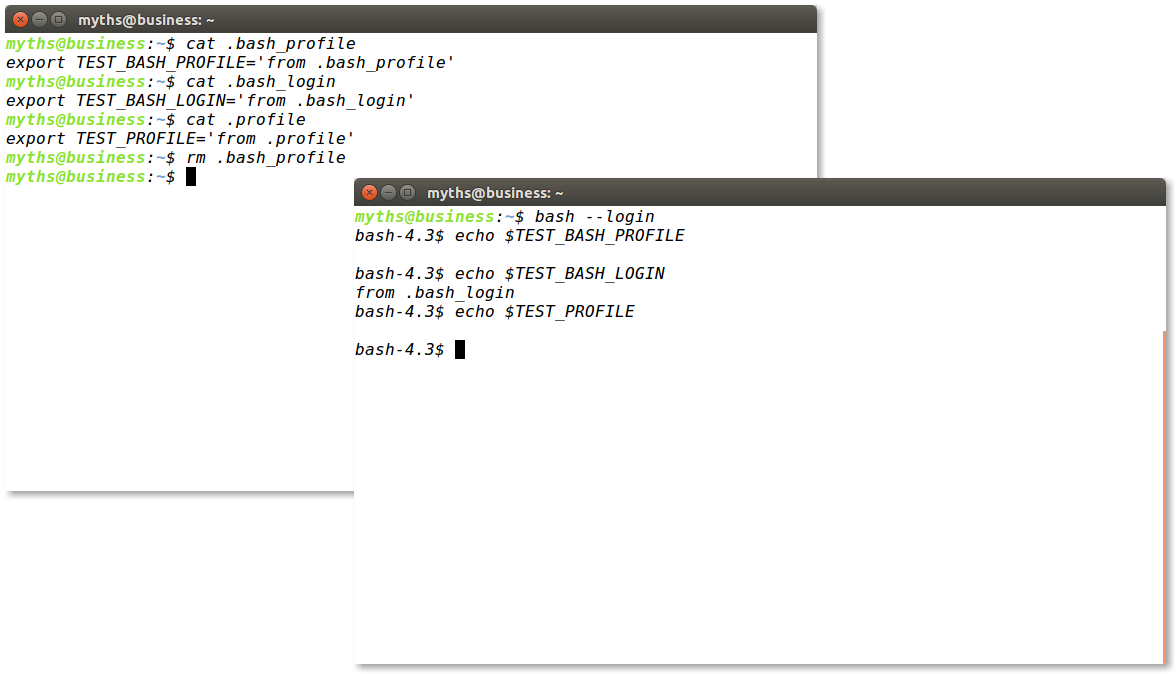 myths@business: ~
myths@business:~$ cat .bash_profile
export TEST_BASH_PROFILE='from .bash_profile'
myths@business:~$ cat .bash_login
export TEST_BASH_LOGIN='from .bash_login'
myths@business:~$ cat .profile
export TEST_PROFILE='from .profile'
myths@business:~$ rm .bash_profile
myths@business:~$
myths@business: ~
myths@business:~$ bash --login
bash-4.3$ echo $TEST_BASH_PROFILE
bash-4.3$ echo $TEST_BASH_LOGIN
from .bash_login
bash-4.3$ echo $TEST_PROFILE
bash-4.3$